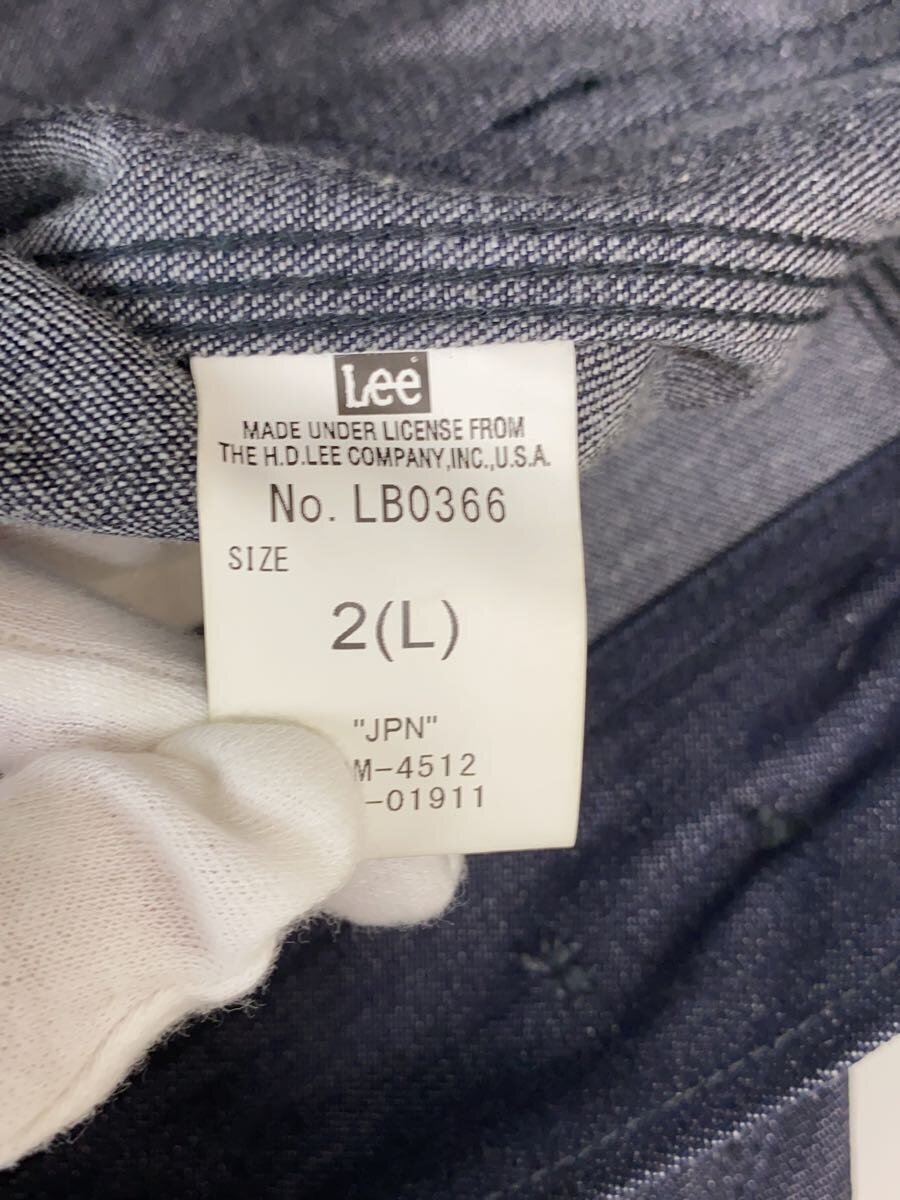 Lee
MADE UNDER LICENSE FROM
THE H.D.LEE COMPANY,INC.,U.S.A.
No. LB0366
SIZE
2(L)
"JPN"
M-4512
-01911